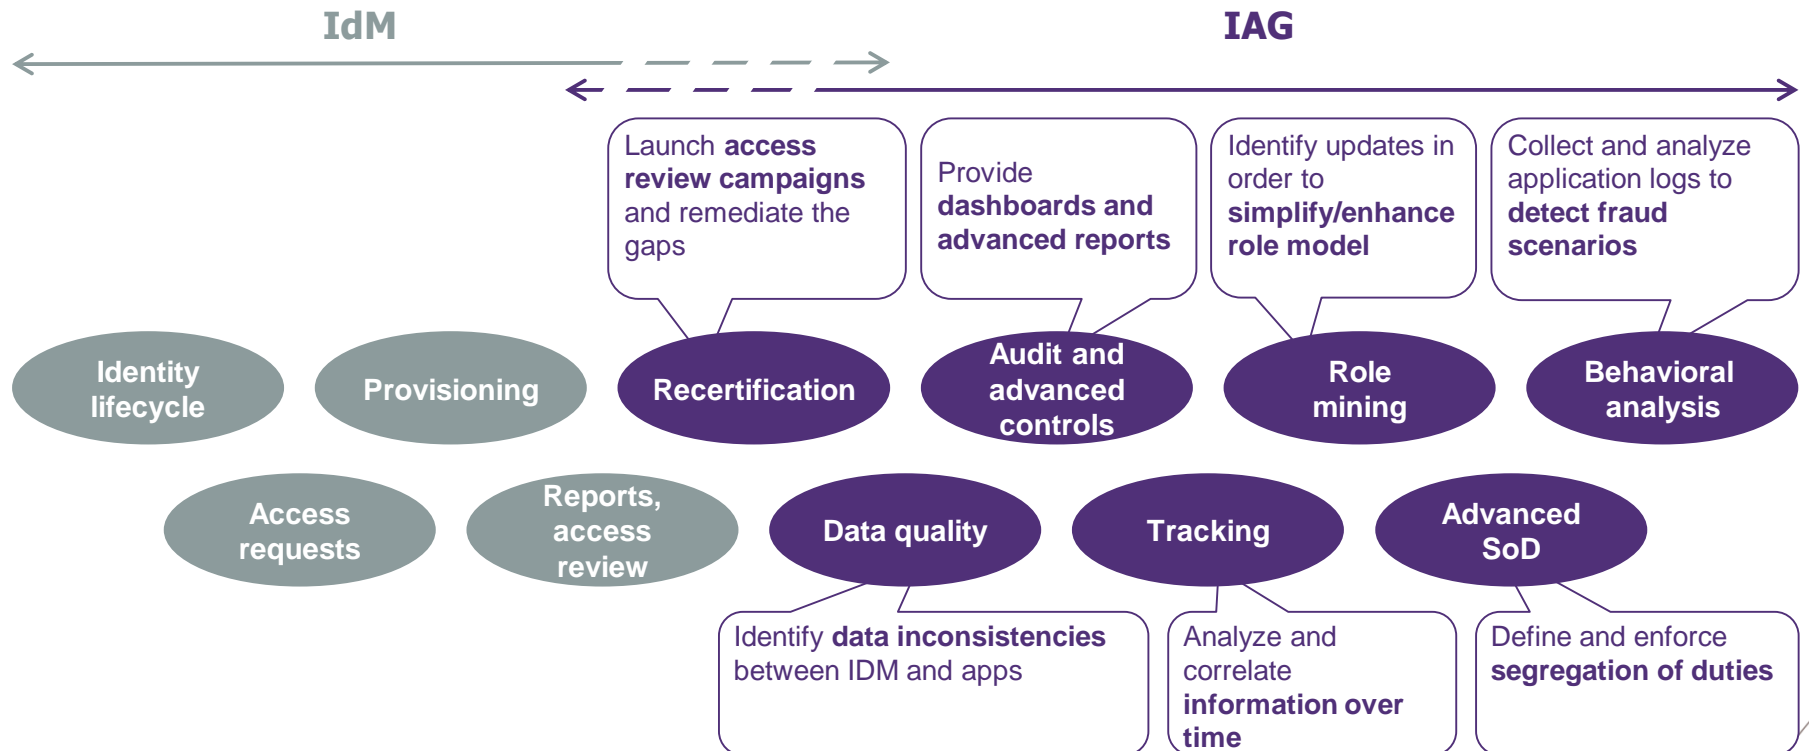 IdM
IAG
Launch access
review campaigns
and remediate the
gaps
Provide
dashboards and
advanced reports
Identify updates in
order to
simplify/enhance
role model
Collect and analyze
application logs to
detect fraud
scenarios
Identity
lifecycle
Provisioning
Recertification
Audit and
advanced
controls
Role
mining
Behavioral
analysis
Access
requests
Reports,
access
review
Data quality
Tracking
Advanced
SoD
Identify data inconsistencies
between IDM and apps
Analyze and
correlate
information over
time
Define and enforce
segregation of duties